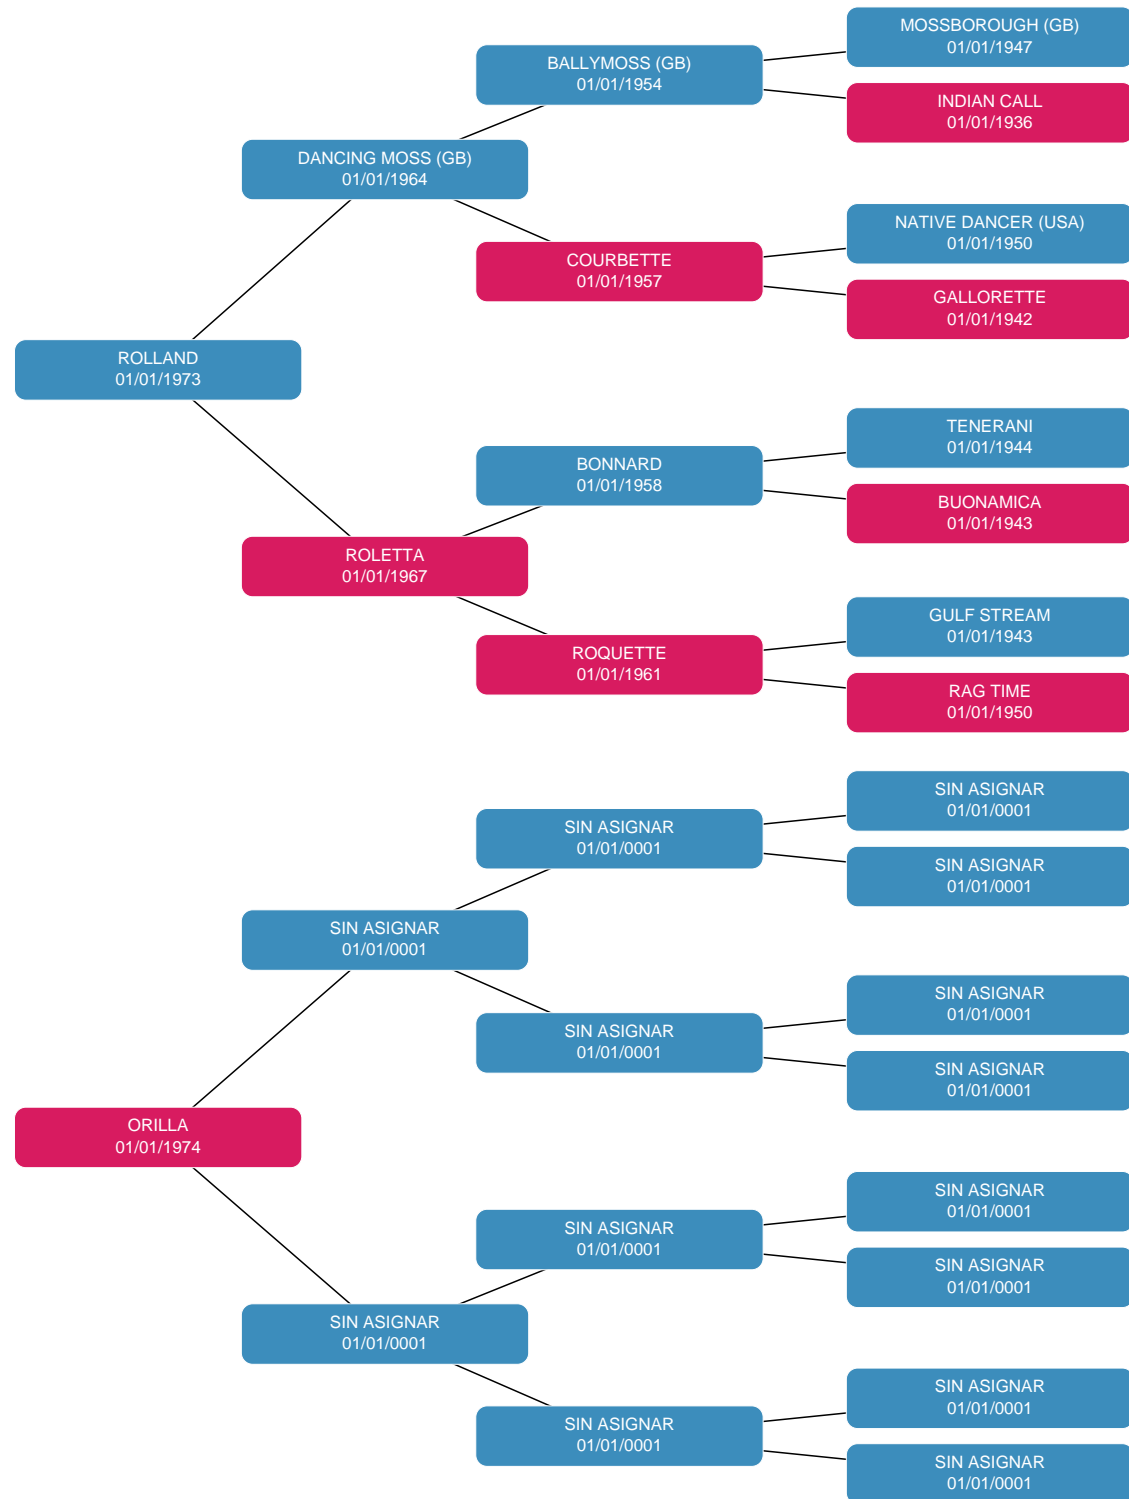 MOSSBOROUGH (GB)
01/01/1947
BALLYMOSS (GB)
01/01/1954
INDIAN CALL
01/01/1936
DANCING MOSS (GB)
01/01/1964
NATIVE DANCER (USA)
01/01/1950
COURBETTE
01/01/1957
GALLORETTE
01/01/1942
ROLLAND
01/01/1973
TENERANI
01/01/1944
BONNARD
01/01/1958
BUONAMICA
01/01/1943
ROLETTA
01/01/1967
GULF STREAM
01/01/1943
ROQUETTE
01/01/1961
RAG TIME
01/01/1950
SIN ASIGNAR
01/01/0001
SIN ASIGNAR
01/01/0001
SIN ASIGNAR
01/01/0001
SIN ASIGNAR
01/01/0001
SIN ASIGNAR
01/01/0001
SIN ASIGNAR
01/01/0001
SIN ASIGNAR
01/01/0001
ORILLA
01/01/1974
SIN ASIGNAR
01/01/0001
SIN ASIGNAR
01/01/0001
SIN ASIGNAR
01/01/0001
SIN ASIGNAR
01/01/0001
SIN ASIGNAR
01/01/0001
SIN ASIGNAR
01/01/0001
SIN ASIGNAR
01/01/0001